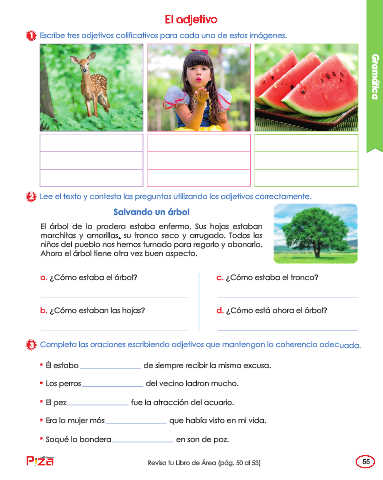 El adjetivo
1 Escribe tres adjetivos calificativos para cada una de estas imágenes.
Gramática
2 Lee el texto y contesta las preguntas utilizando los adjetivos correctamente.
Salvando un árbol
El árbol de la pradera estaba enfermo. Sus hojas estaban
marchitas y amarillas, su tronco seco y arrugado. Todos los
niños del pueblo nos hemos turnado para regarlo y abonarlo.
Ahora el árbol tiene otra vez buen aspecto.
a. ¿Cómo estaba el árbol?
c. ¿Cómo estaba el tronco?
b. ¿Cómo estaban las hojas?
d. ¿Cómo está ahora el árbol?
3 Completa las oraciones escribiendo adjetivos que mantengan la coherencia adecuada.
• Él estaba ______ de siempre recibir la misma excusa.
• Los perros ______ del vecino ladran mucho.
• El pez ______ fue la atracción del acuario.
• Era la mujer más ______ que había visto en mi vida.
• Saqué la bandera ______ en son de paz.
Revisa tu Libro de Área (pág. 50 al 53)
55